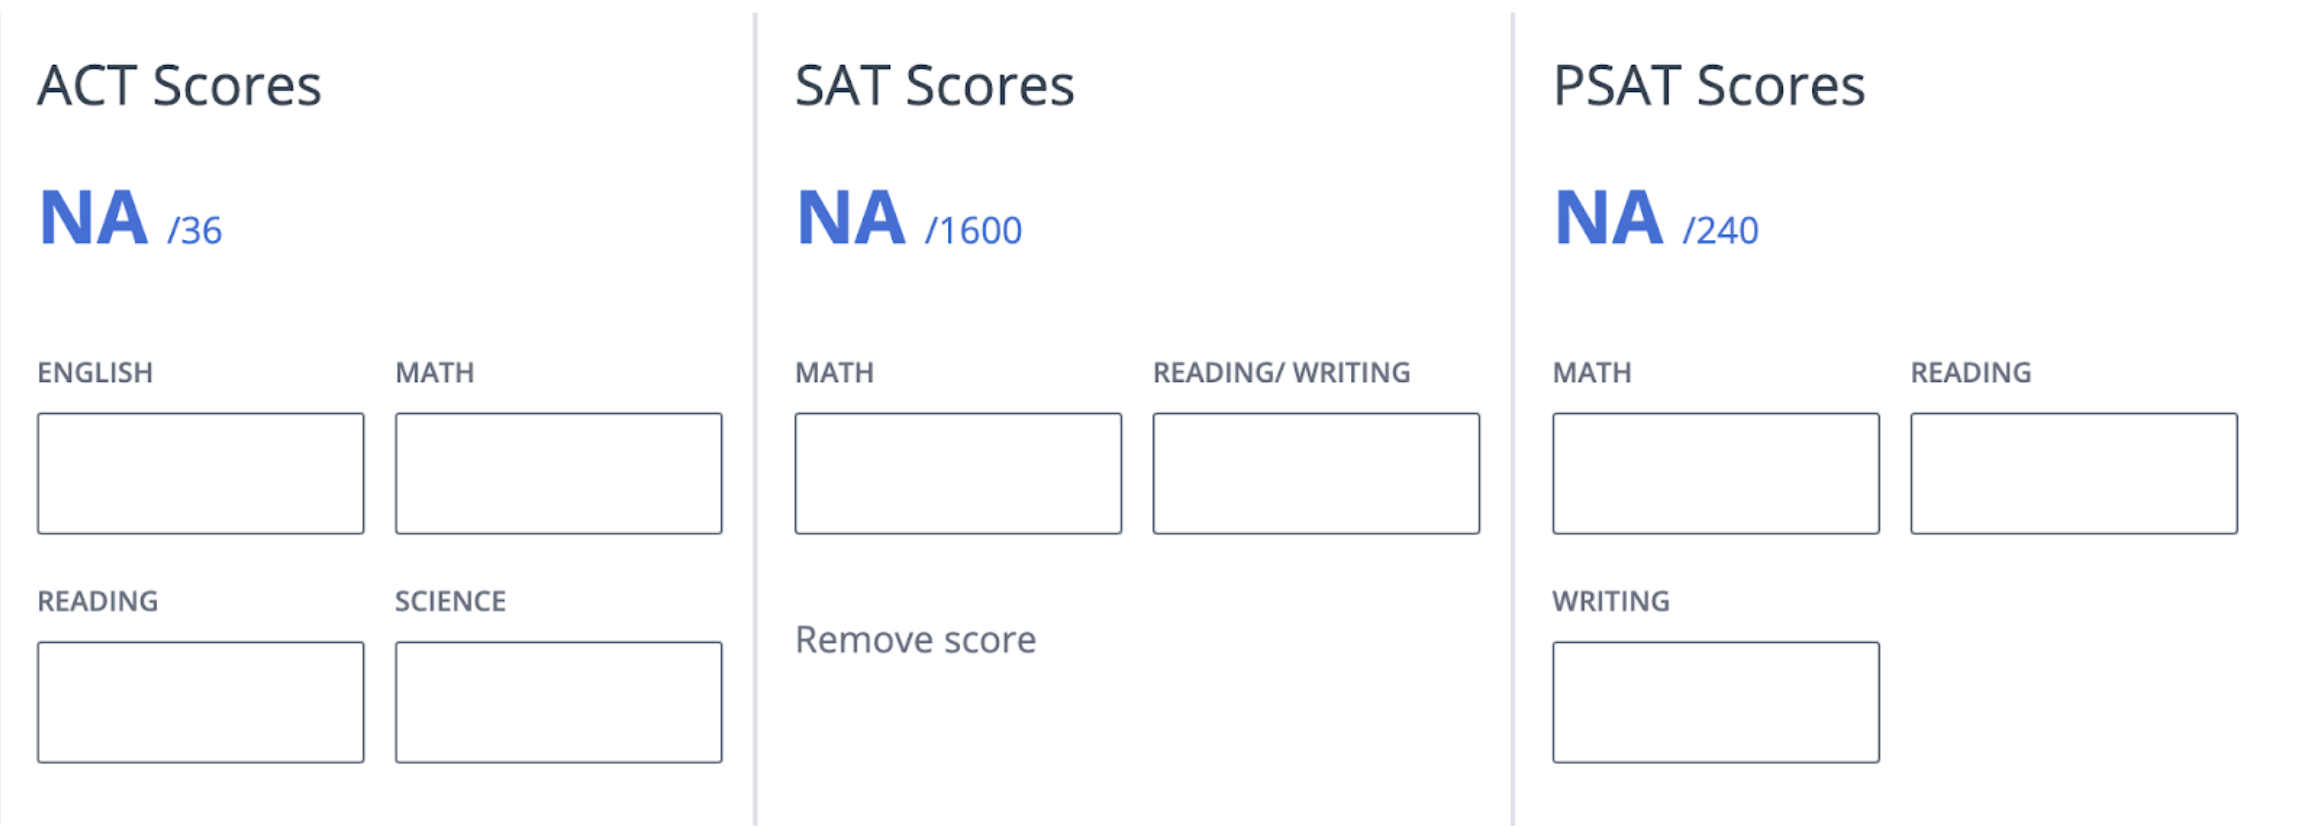 ACT Scores
NA /36
ENGLISH
MATH
READING
SCIENCE
SAT Scores
NA /1600
MATH
READING/ WRITING
Remove score
PSAT Scores
NA /240
MATH
READING
WRITING